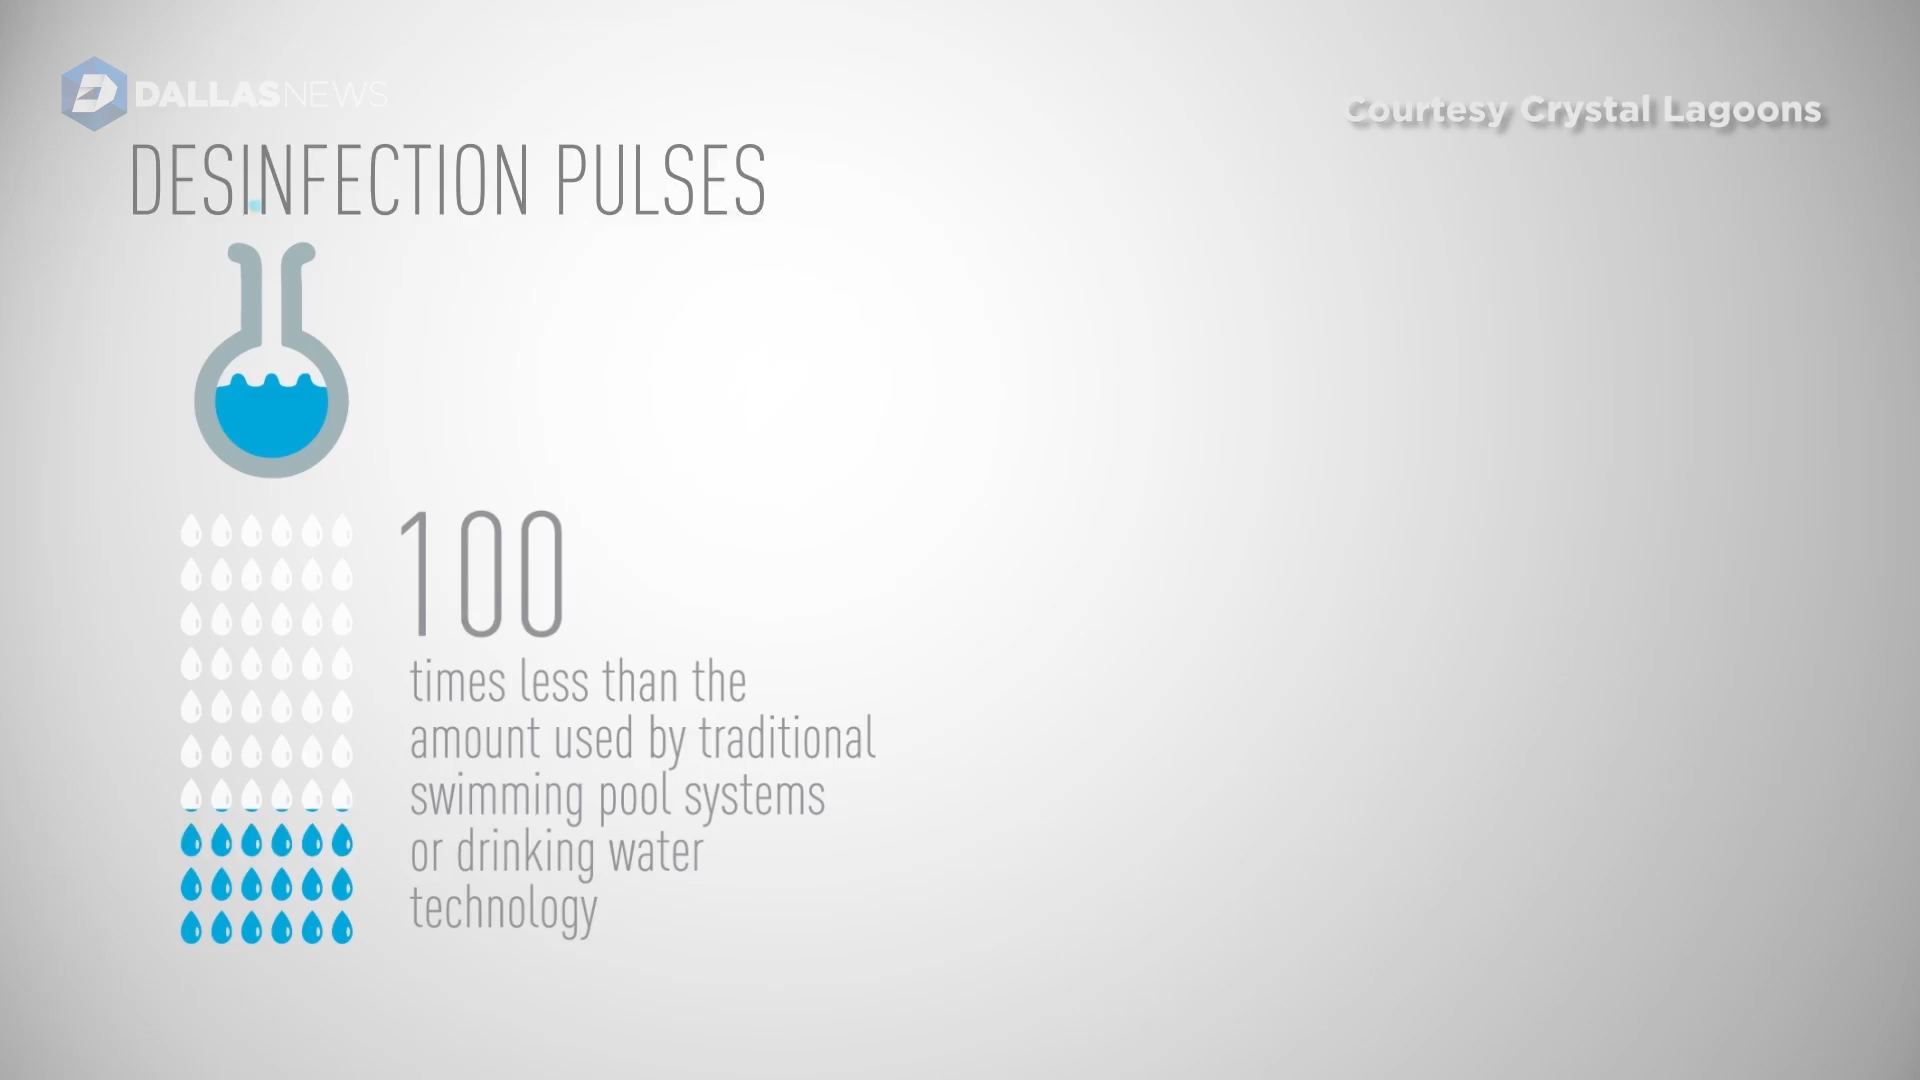 DALLASNEWS
Courtesy Crystal Lagoons
DESINFECTION PULSES
100
times less than the
amount used by traditional
swimming pool systems
or drinking water
technology